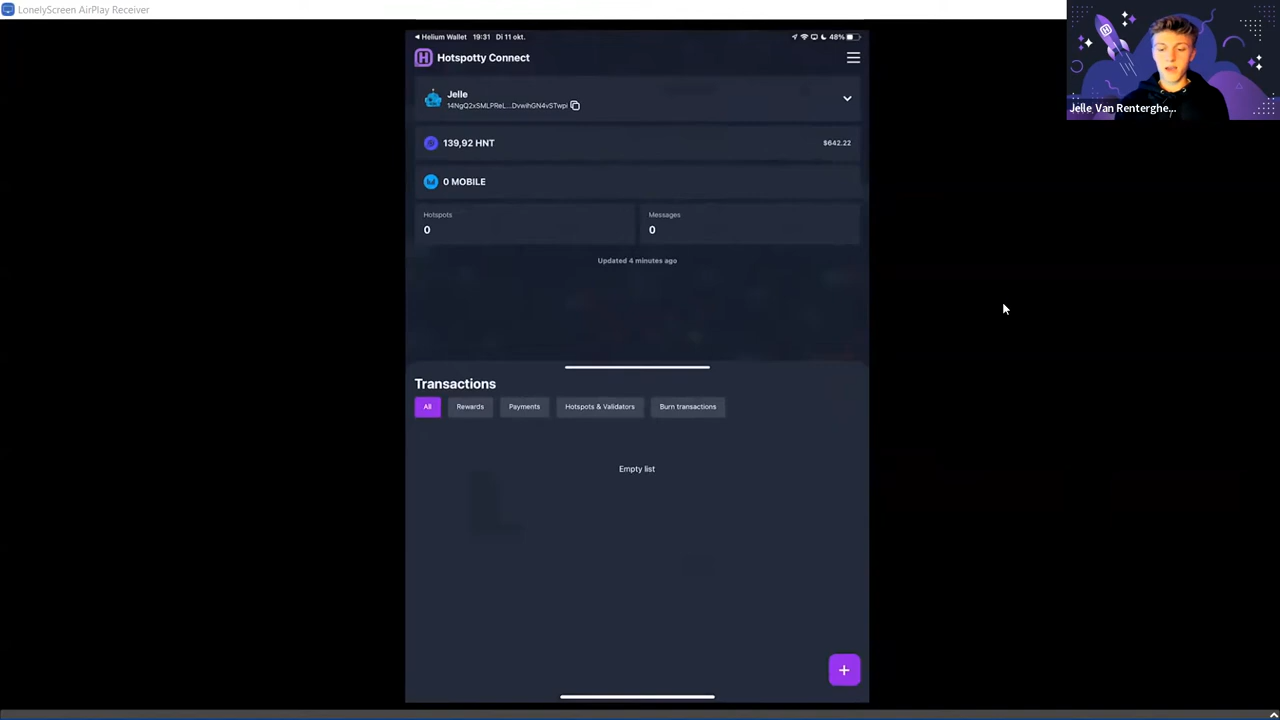 LonelyScreen AirPlay Receiver
Helium Wallet 19:31 Di 11 okt. 48%
Hotspotty Connect
Jelle
14NgQ2xSMLPReL...DvwihGN4vSTwpi
139,92 HNT $642.22
0 MOBILE
Hotspots Messages
0 0
Updated 4 minutes ago
Transactions
All Rewards Payments Hotspots & Validators Burn transactions
Empty list
Jelle Van Renterghe...